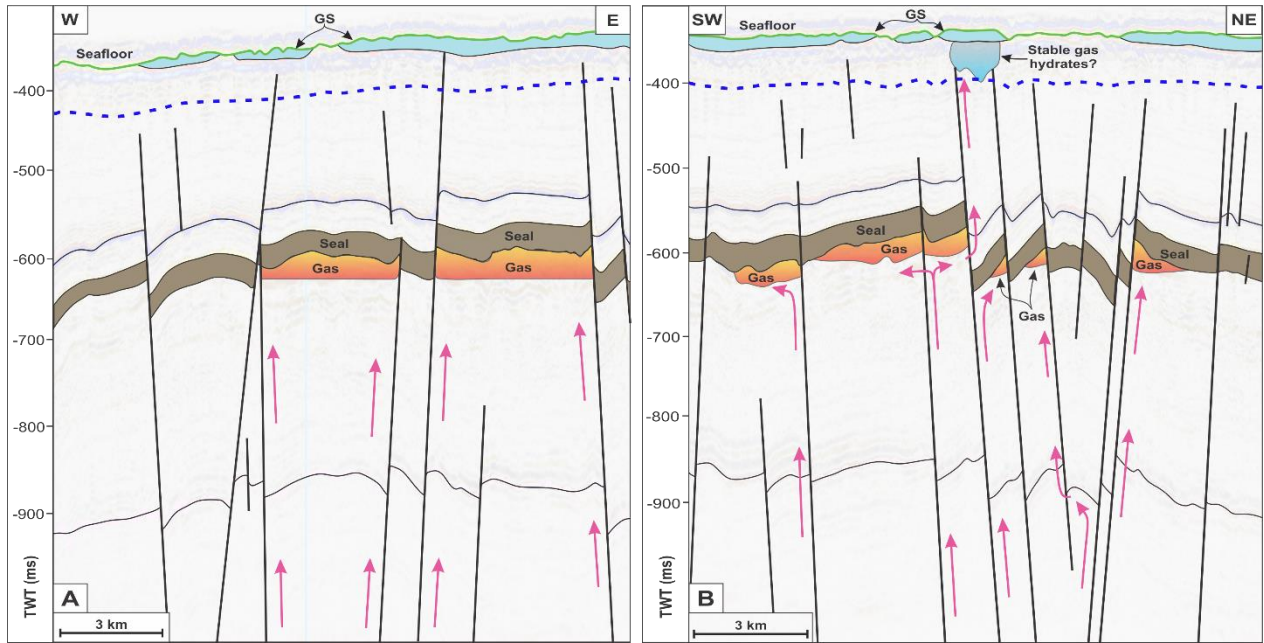 W
GS
E
Seafloor
-400
-500
Seal
Seal
-600
Gas
Gas
-700
-800
-900
TWT (ms)
A
3 km
SW
GS
NE
Seafloor
Stable gas
hydrates?
-400
-500
Seal
Gas
-600
Seal
Gas
Gas
Gas
-700
-800
-900
TWT (ms)
B
3 km